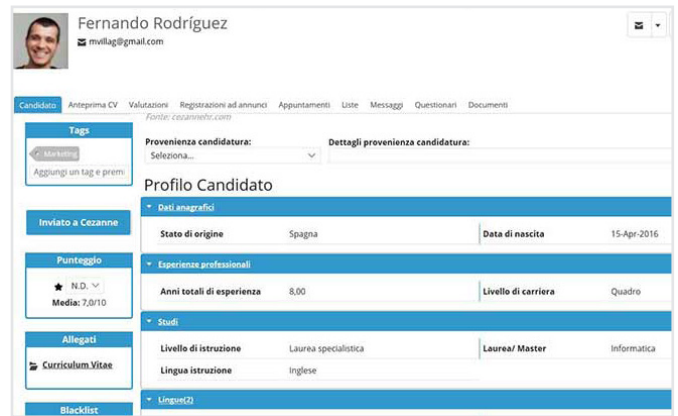 Fernando Rodríguez
mvillag@gmail.com
Candidato Anteprima CV Valutazioni Registrazioni ad annunci Appuntamenti Liste Messaggi Questionari Documenti
Fonte: cezannehr.com
Tags
Marketing
Aggiungi un tag e premi
Provenienza candidatura: Dettagli provenienza candidatura:
Seleziona...
Profilo Candidato
Inviato a Cezanne
Dati anagrafici
Stato di origine Spagna Data di nascita 15-Apr-2016
Punteggio
N.D.
Media: 7,0/10
Esperienze professionali
Anni totali di esperienza 8,00 Livello di carriera Quadro
Studi
Livello di istruzione Laurea specialistica Laurea/ Master Informatica
Lingua istruzione Inglese
Allegati
Curriculum Vitae
Lingue(2)
Blacklist